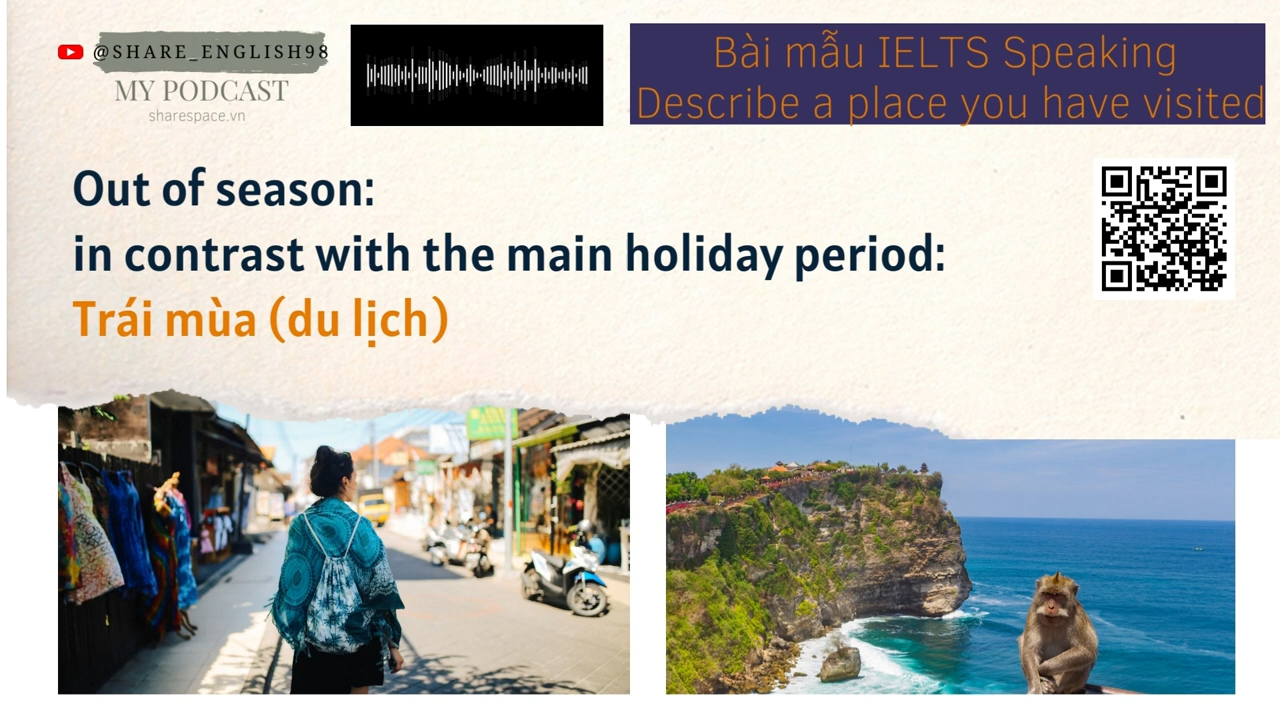 @SHARE_ENGLISH98
MY PODCAST
sharespace.vn
Bài mẫu IELTS Speaking
Describe a place you have visited
Out of season:
in contrast with the main holiday period:
Trái mùa (du lịch)